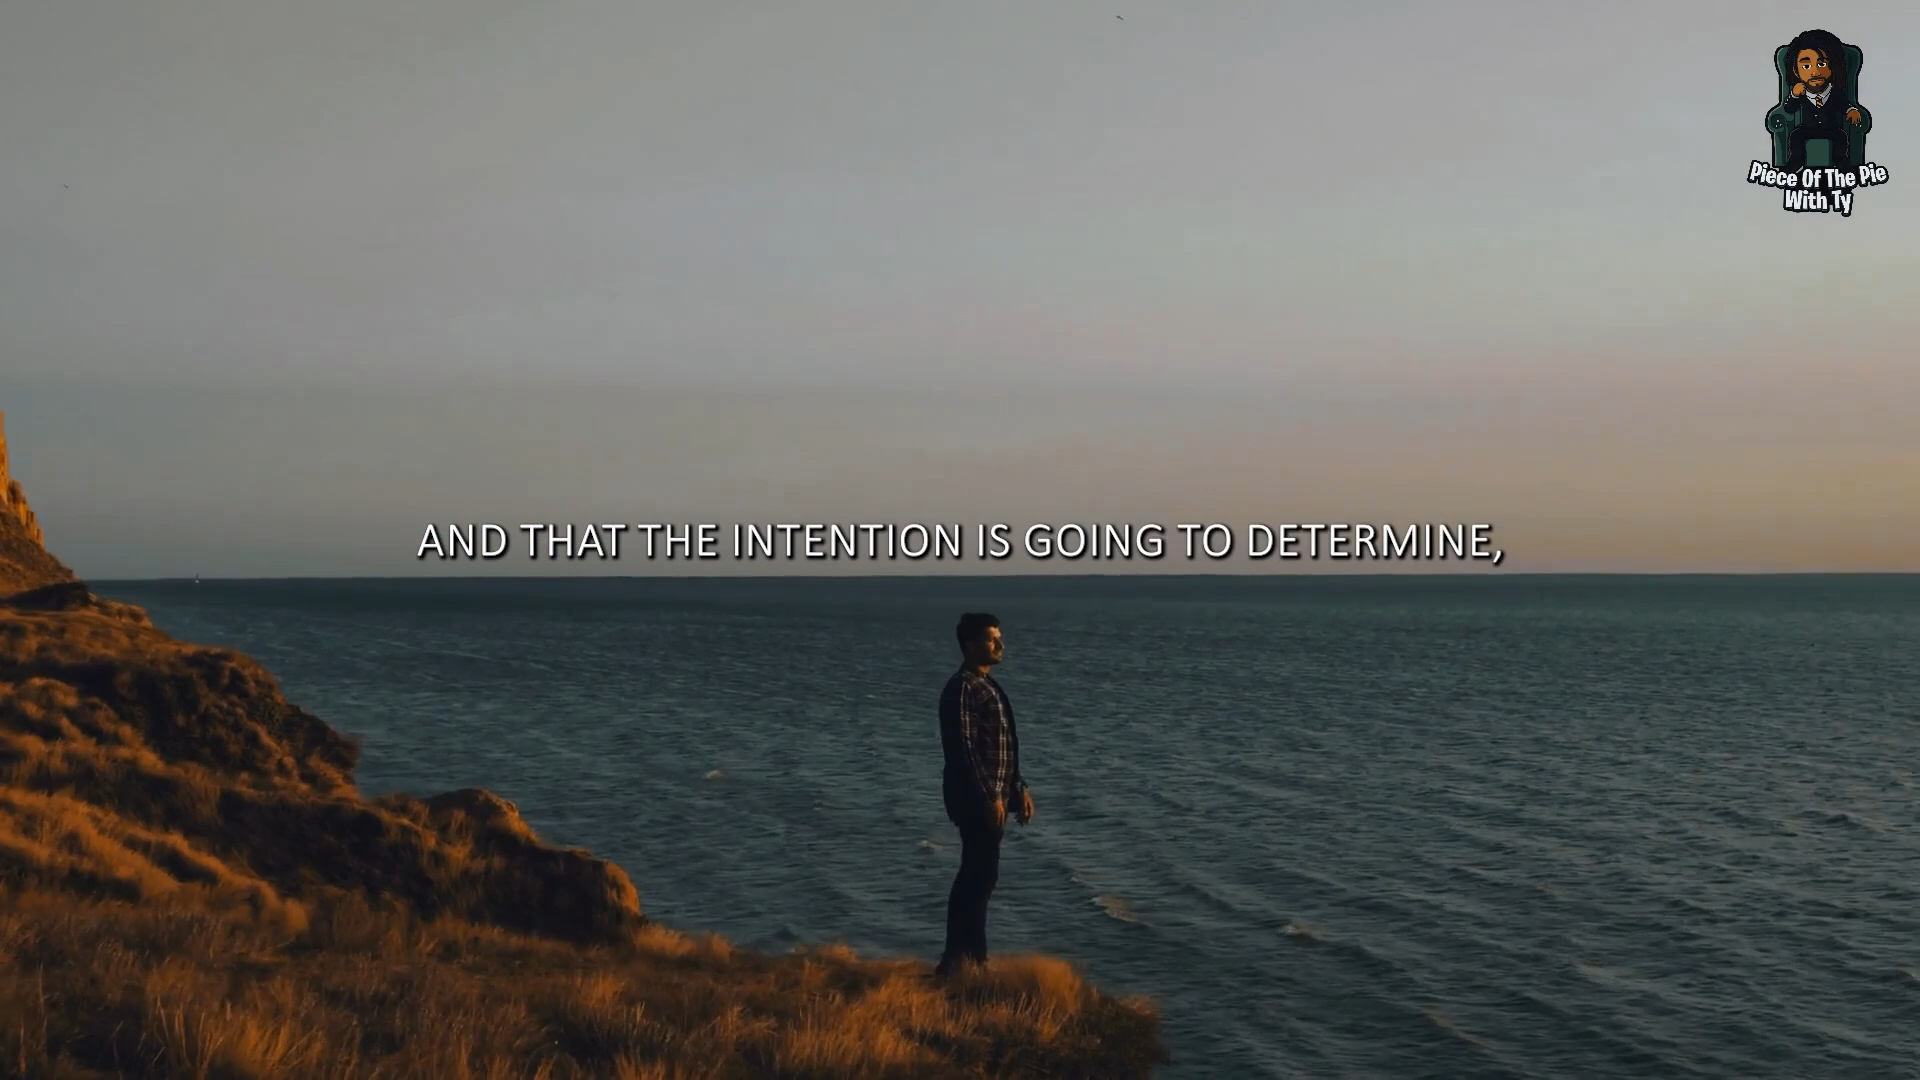 Piece Of The Pie
With Ty
AND THAT THE INTENTION IS GOING TO DETERMINE,